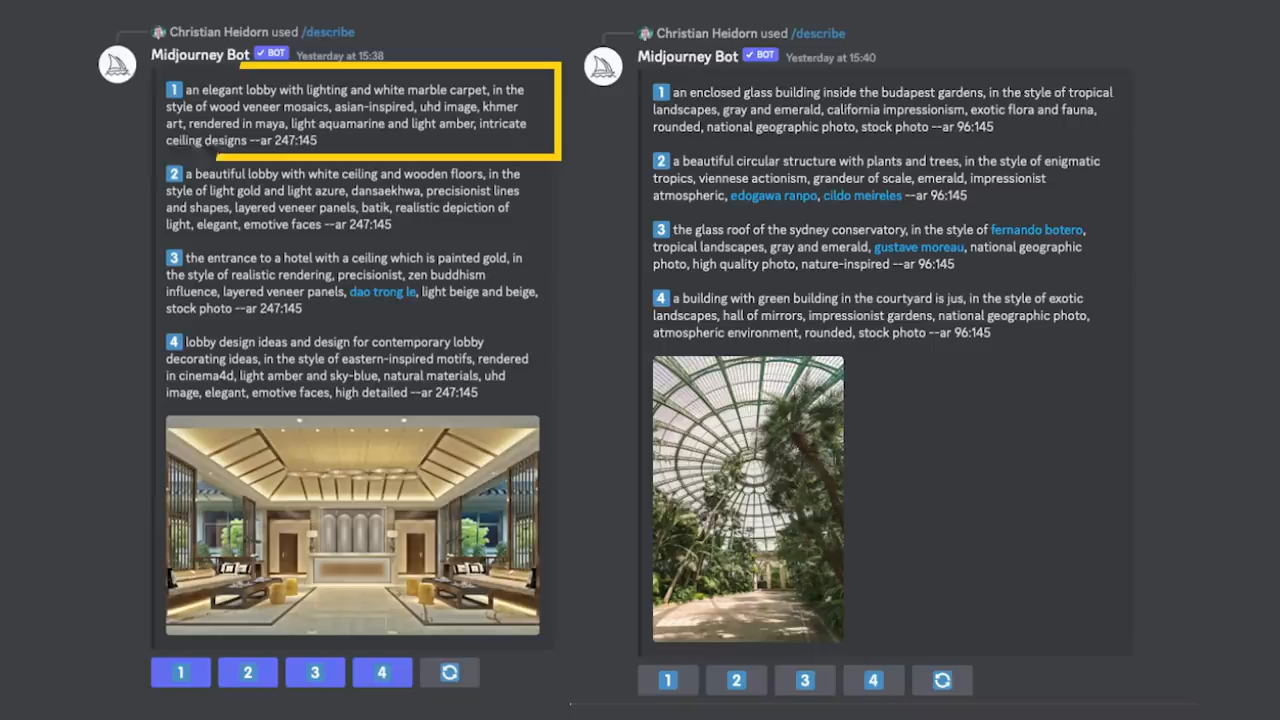 Christian Heidorn used /describe
Midjourney Bot ✓ BOT Yesterday at 15:38
1 an elegant lobby with lighting and white marble carpet, in the
style of wood veneer mosaics, asian-inspired, uhd image, khmer
art, rendered in maya, light aquamarine and light amber, intricate
ceiling designs --ar 247:145
2 a beautiful lobby with white ceiling and wooden floors, in the
style of light gold and light azure, dansaekhwa, precisionist lines
and shapes, layered veneer panels, batik, realistic depiction of
light, elegant, emotive faces --ar 247:145
3 the entrance to a hotel with a ceiling which is painted gold, in
the style of realistic rendering, precisionist, zen buddhism
influence, layered veneer panels, dao trong le, light beige and beige,
stock photo --ar 247:145
4 lobby design ideas and design for contemporary lobby
decorating ideas, in the style of eastern-inspired motifs, rendered
in cinema4d, light amber and sky-blue, natural materials, uhd
image, elegant, emotive faces, high detailed --ar 247:145
1 2 3 4
Christian Heidorn used /describe
Midjourney Bot ✓ BOT Yesterday at 15:40
1 an enclosed glass building inside the budapest gardens, in the style of tropical
landscapes, gray and emerald, california impressionism, exotic flora and fauna,
rounded, national geographic photo, stock photo --ar 96:145
2 a beautiful circular structure with plants and trees, in the style of enigmatic
tropics, viennese actionism, grandeur of scale, emerald, impressionist
atmospheric, edogawa ranpo, cildo meireles --ar 96:145
3 the glass roof of the sydney conservatory, in the style of fernando botero,
tropical landscapes, gray and emerald, gustave moreau, national geographic
photo, high quality photo, nature-inspired --ar 96:145
4 a building with green building in the courtyard is jus, in the style of exotic
landscapes, hall of mirrors, impressionist gardens, national geographic photo,
atmospheric environment, rounded, stock photo --ar 96:145
1 2 3 4